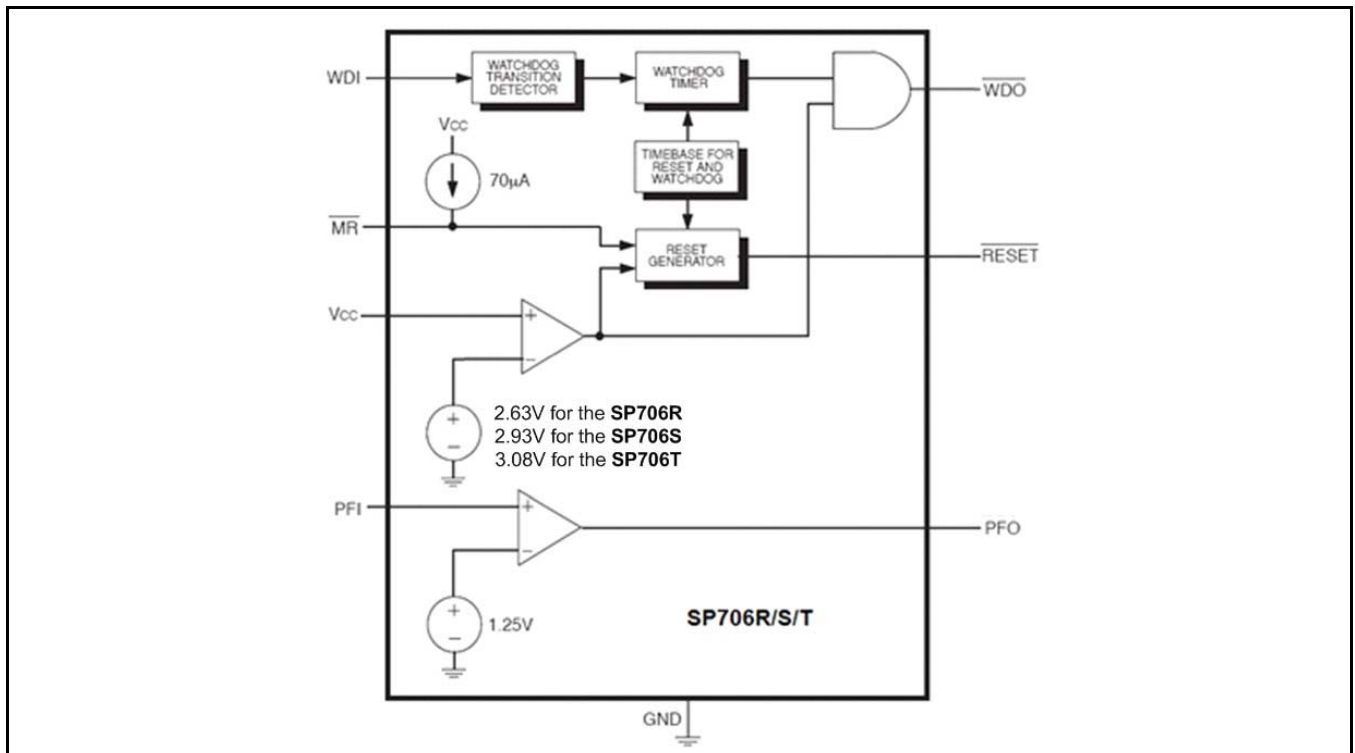 WDI
WATCHDOG
TRANSITION
DETECTOR
WATCHDOG
TIMER
WDO
VCC
70µA
TIMEBASE FOR
RESET AND
WATCHDOG
MR
RESET
GENERATOR
RESET
VCC
+
−
+
−
2.63V for the SP706R
2.93V for the SP706S
3.08V for the SP706T
PFI
+
−
PFO
+
−
1.25V
SP706R/S/T
GND